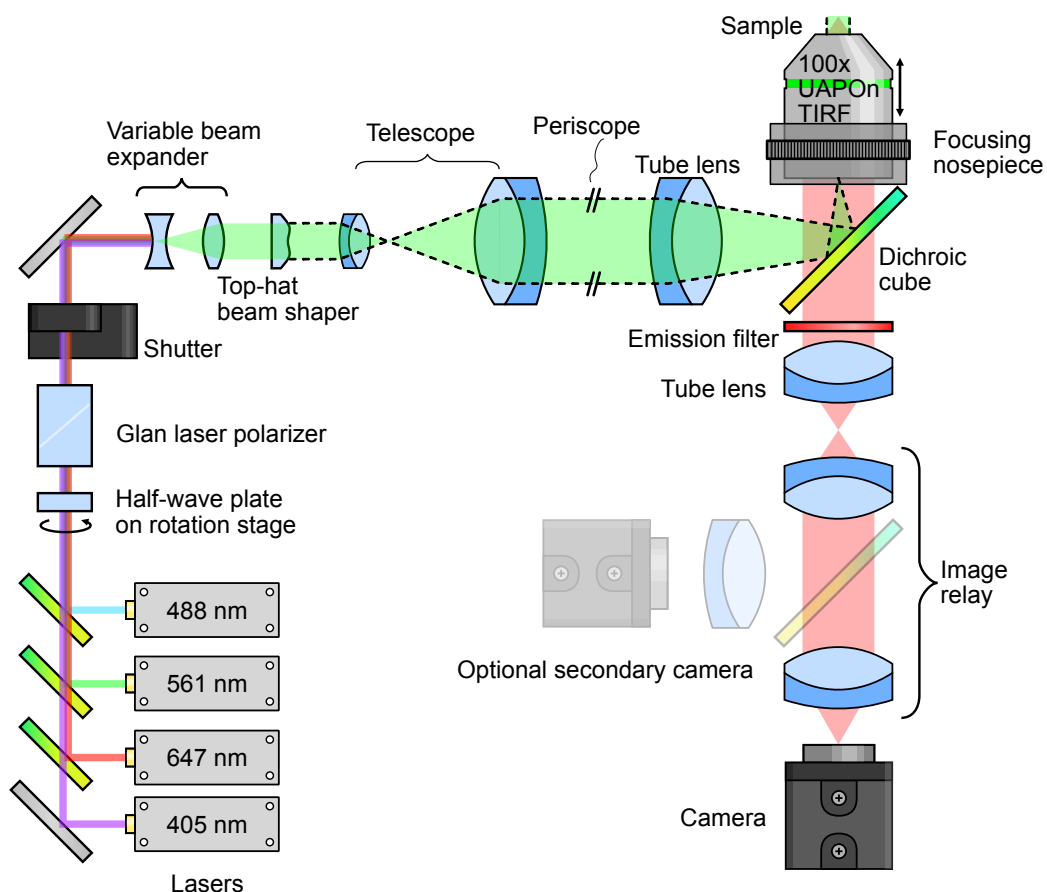 Sample
100x
UAPOn
TIRF
Focusing
nosepiece
Variable beam
expander
Telescope
Periscope
Tube lens
Dichroic
cube
Top-hat
beam shaper
Shutter
Emission filter
Tube lens
Glan laser polarizer
Half-wave plate
on rotation stage
Image
relay
Optional secondary camera
488 nm
561 nm
647 nm
405 nm
Camera
Lasers